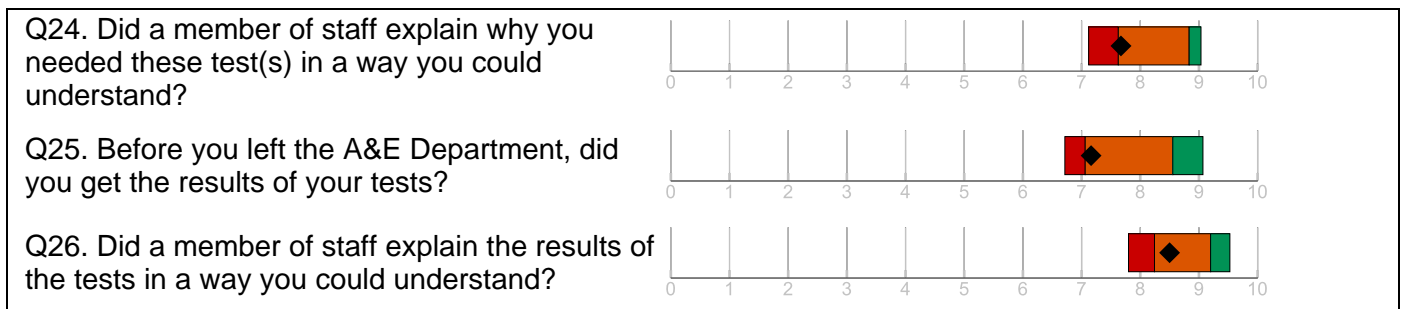 Q24. Did a member of staff explain why you
needed these test(s) in a way you could
understand?
0 1 2 3 4 5 6 7 8 9 10
Q25. Before you left the A&E Department, did
you get the results of your tests?
0 1 2 3 4 5 6 7 8 9 10
Q26. Did a member of staff explain the results of
the tests in a way you could understand?
0 1 2 3 4 5 6 7 8 9 10